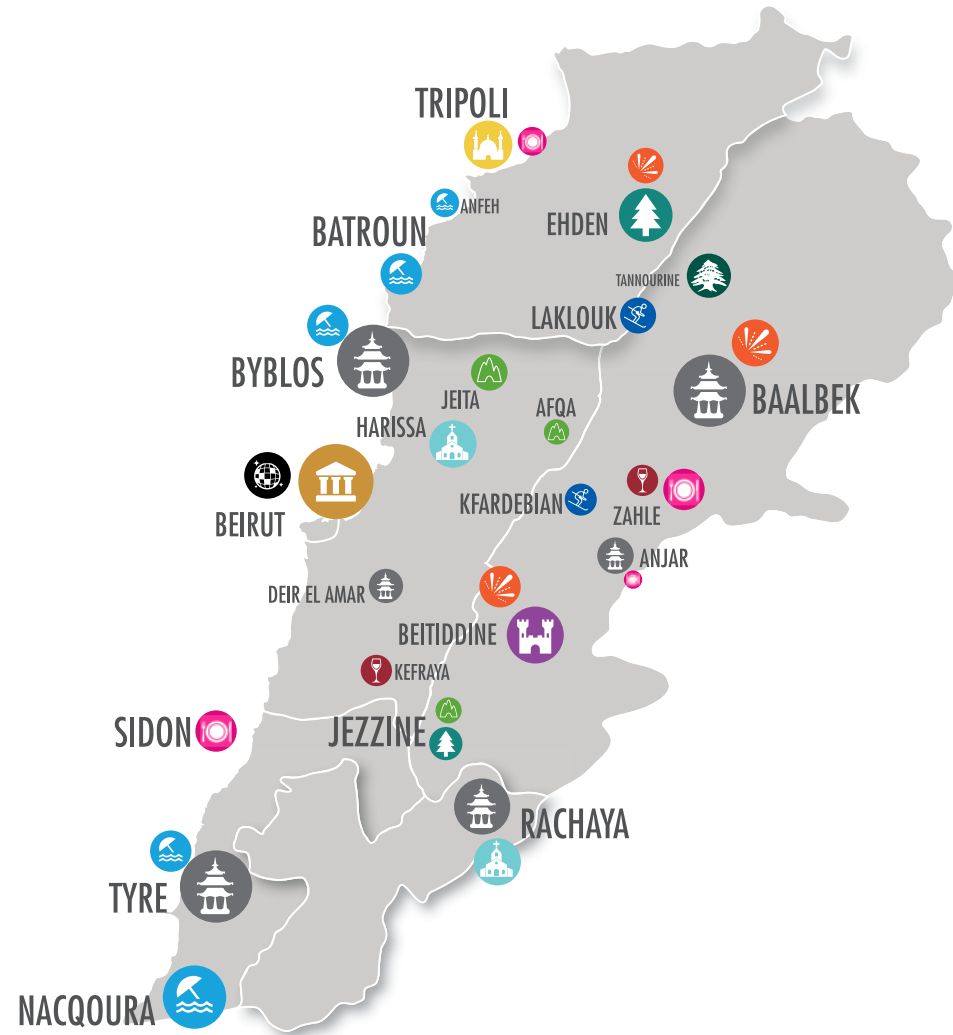 TRIPOLI
ANFEH
EHDEN
BATROUN
TANNOURINE
LAKLOUK
BYBLOS
JEITA
AFQA
BAALBEK
HARISSA
KFARDEBIAN
ZAHLE
BEIRUT
ANJAR
DEIR EL AMAR
BEITIDDINE
KEFRAYA
SIDON
JEZZINE
RACHAYA
TYRE
NACQOURA